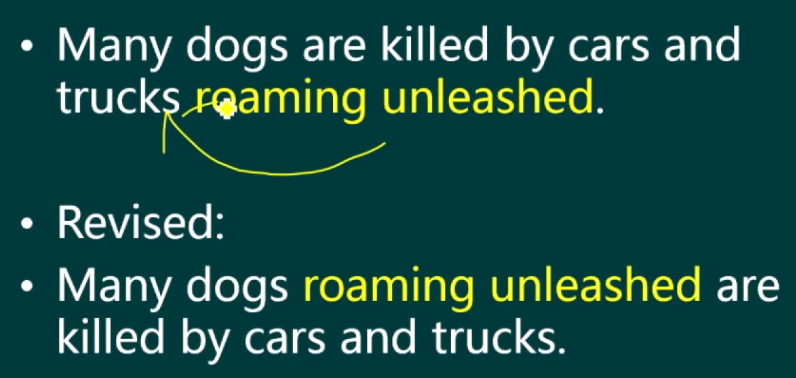 • Many dogs are killed by cars and
trucks roaming unleashed.
• Revised:
• Many dogs roaming unleashed are
killed by cars and trucks.